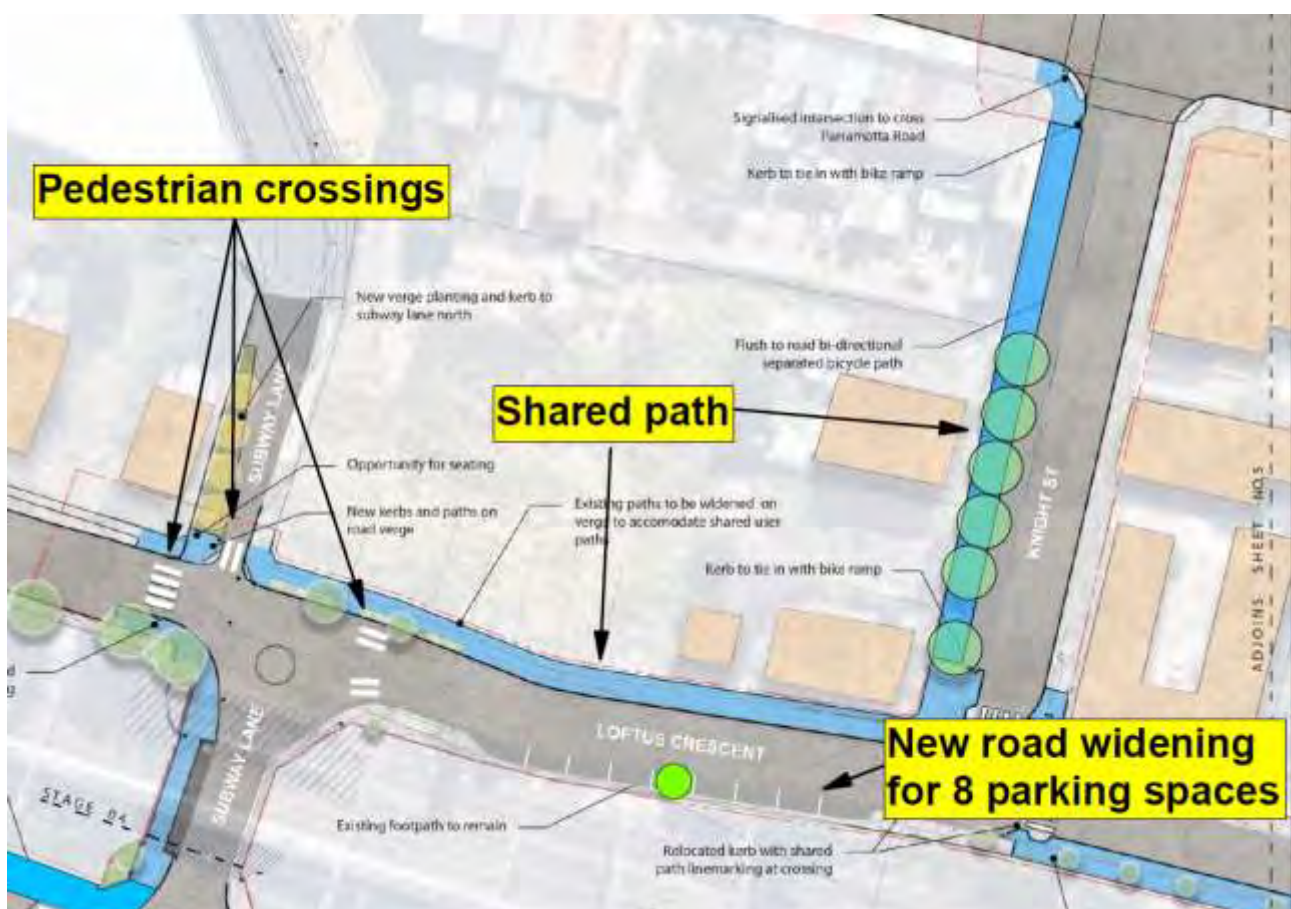 Signalised intersection to cross
Parramotta Road
Kerb to tie in with bike ramp
Pedestrian crossings
New verge planting and kerb to
subway lane north
Flush to road bi-directional
separated bicycle path
SUBWAY LANE
Shared path
Opportunity for seating
New kerbs and paths on
road verge
Existing paths to be widened on
verge to accomodate shared user
paths
KNIGHT ST
ADJOINS SHEET NO.5
Kerb to tie in with bike ramp
LOFTUS CRESCENT
New road widening
for 8 parking spaces
SUBWAY LANE
STAGE 04
Existing footpath to remain
Relocated kerb with shared
path linemarking at crossing